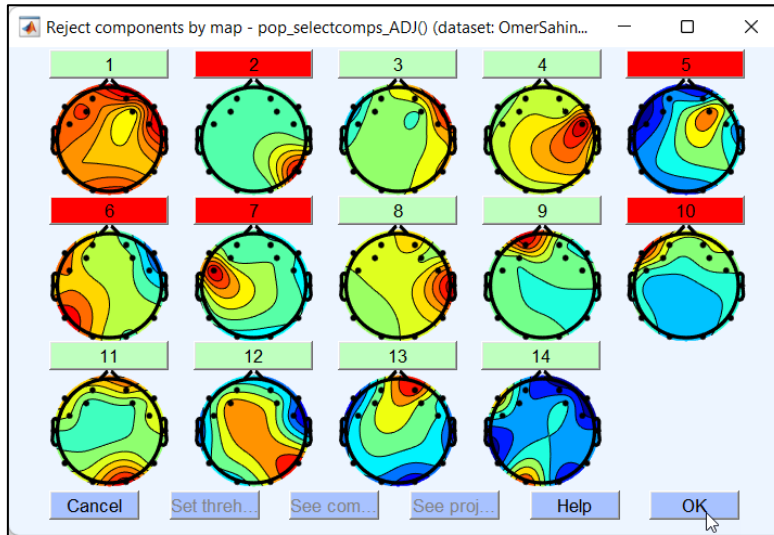 Reject components by map - pop_selectcomps_ADJ() (dataset: OmerSahin...
1 2 3 4 5
6 7 8 9 10
11 12 13 14
Cancel Set thresh... See com... See proj... Help OK